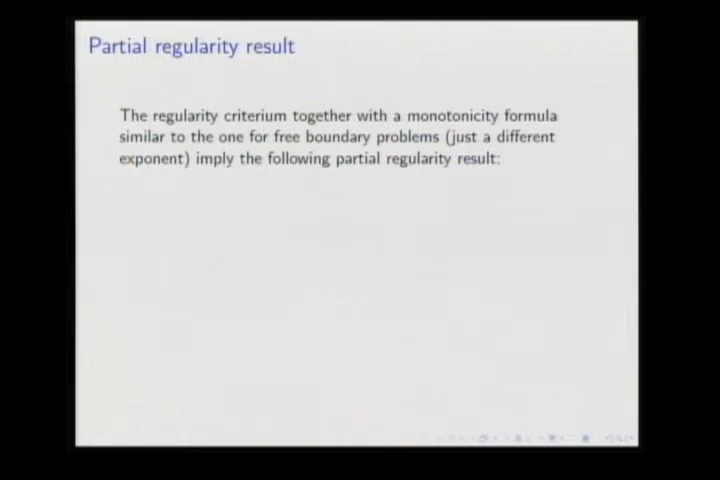 Partial regularity result
The regularity criterium together with a monotonicity formula
similar to the one for free boundary problems (just a different
exponent) imply the following partial regularity result: